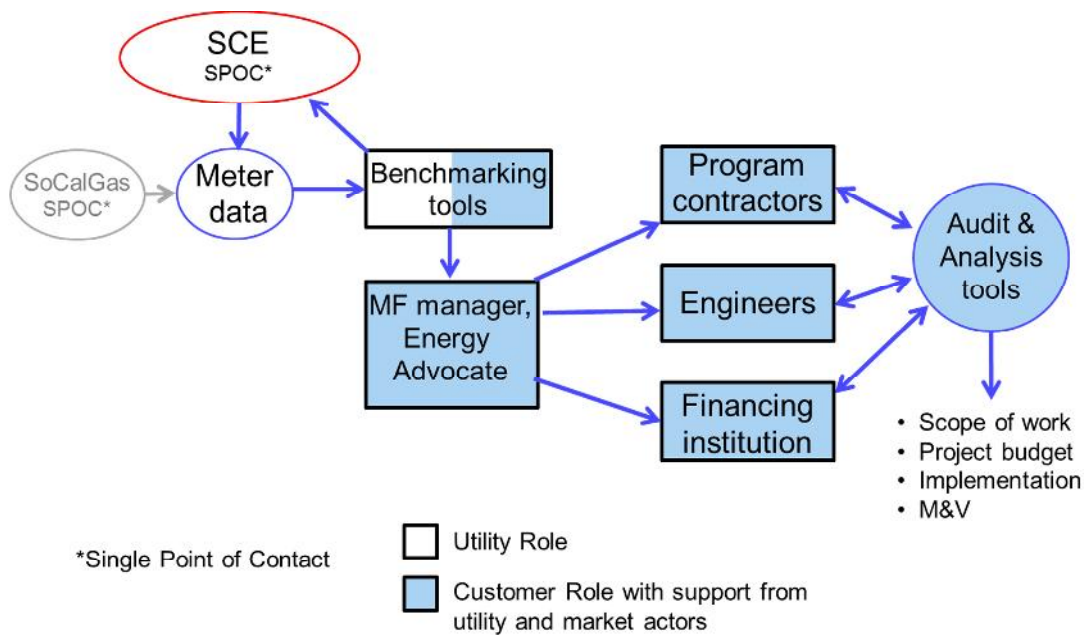 SCE
SPOC*
SoCalGas
SPOC*
Meter
data
Benchmarking
tools
MF manager,
Energy
Advocate
Program
contractors
Engineers
Financing
institution
Audit &
Analysis
tools
• Scope of work
• Project budget
• Implementation
• M&V
*Single Point of Contact
Utility Role
Customer Role with support from
utility and market actors